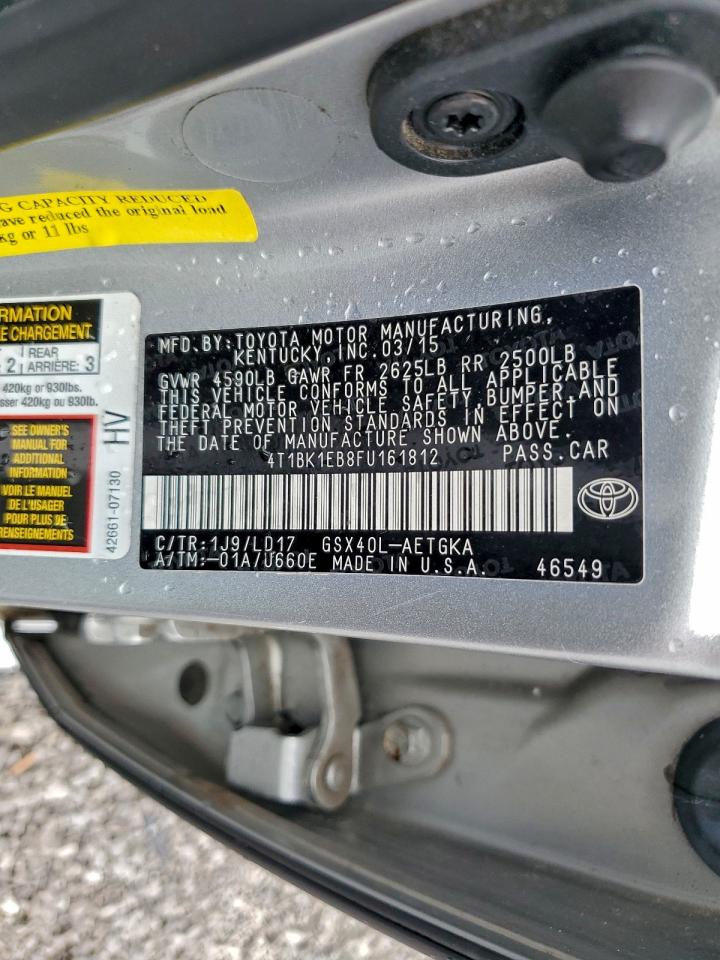 G CAPACITY REDUCED
ave reduced the original load
kg or 11 lbs
RMATION
E CHARGEMENT
2 REAR ARRIÈRE: 3
420kg or 930lbs.
sser 420kg ou 930lb.
SEE OWNER'S
MANUAL FOR
ADDITIONAL
INFORMATION
VOIR LE MANUEL
DE L'USAGER
POUR PLUS DE
RENSEIGNEMENTS
HV
42661-07130
MFD.BY:TOYOTA MOTOR MANUFACTURING,
KENTUCKY, INC.03/15
GVWR 4590LB GAWR FR 2625LB RR 2500LB
THIS VEHICLE CONFORMS TO ALL APPLICABLE
FEDERAL MOTOR VEHICLE SAFETY,BUMPER,AND
THEFT PREVENTION STANDARDS IN EFFECT ON
THE DATE OF MANUFACTURE SHOWN ABOVE.
4T1BK1EB8FU161812 PASS.CAR
C/TR:1J9/LD17 GSX40L-AETGKA
A/TM:-01A/U660E MADE IN U.S.A. 46549